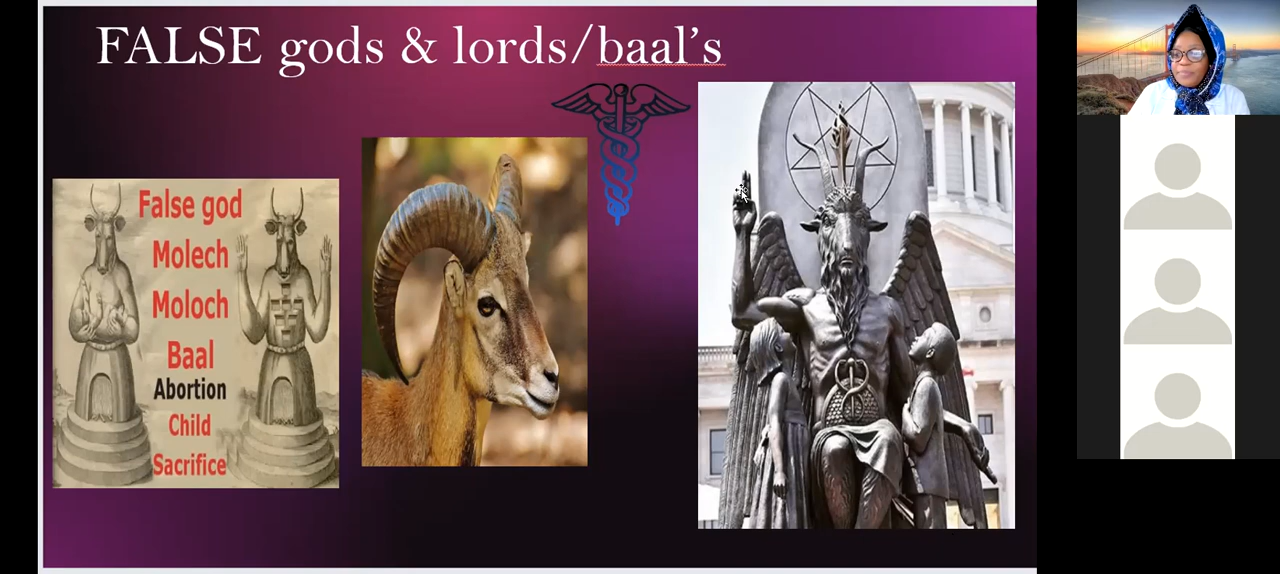 FALSE gods & lords/baal's
False god
Molech
Moloch
Baal
Abortion
Child
Sacrifice